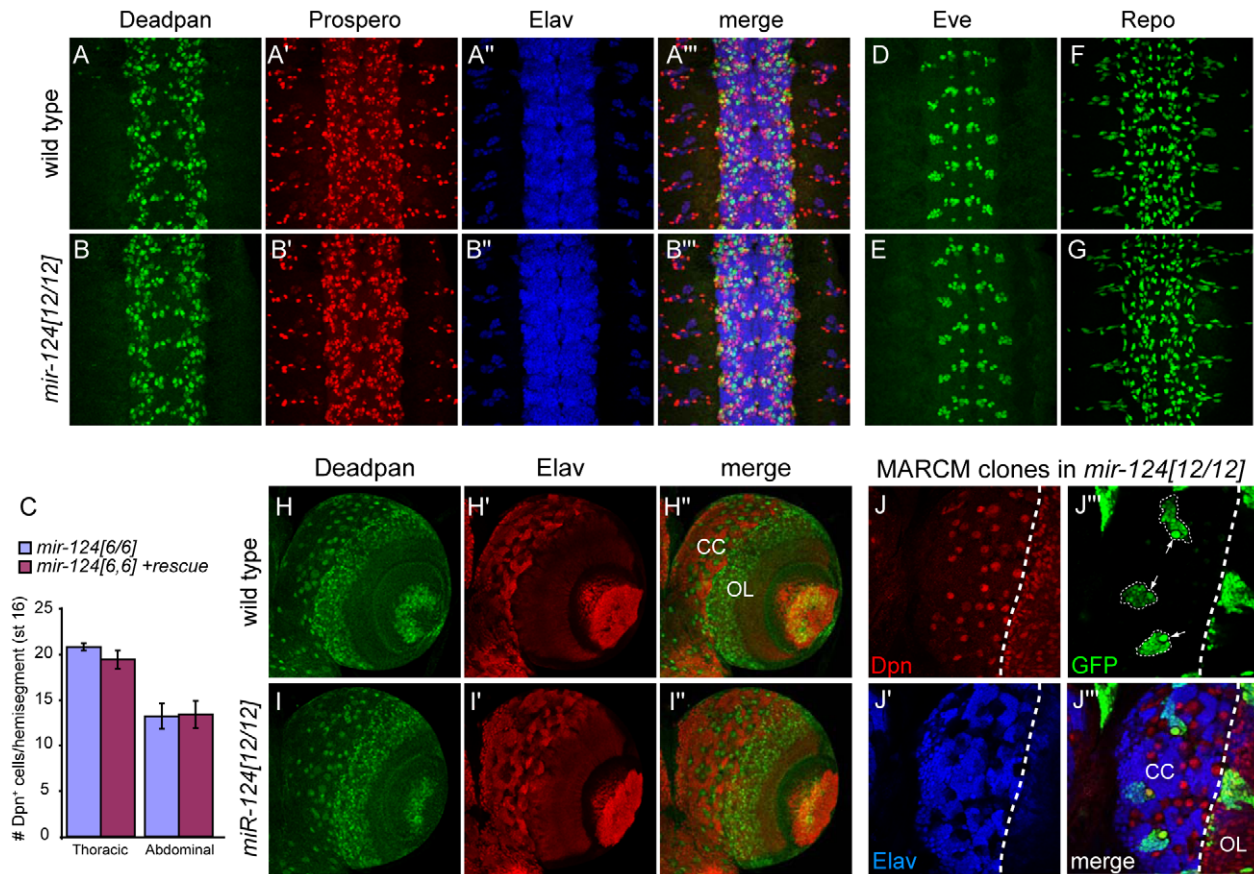 Deadpan Prospero Elav merge Eve Repo
wild type
A A' A" A"' D F
mir-124[12/12]
B B' B" B"' E G
C
mir-124[6/6]
mir-124[6,6] +rescue
# Dpn+ cells/hemisegment (st 16)
25
20
15
10
5
0
Thoracic Abdominal
Deadpan Elav merge
wild type
H H' H"
CC
OL
miR-124[12/12]
I I' I"
MARCM clones in mir-124[12/12]
J J"
Dpn GFP
J' J"'
CC
Elav merge OL